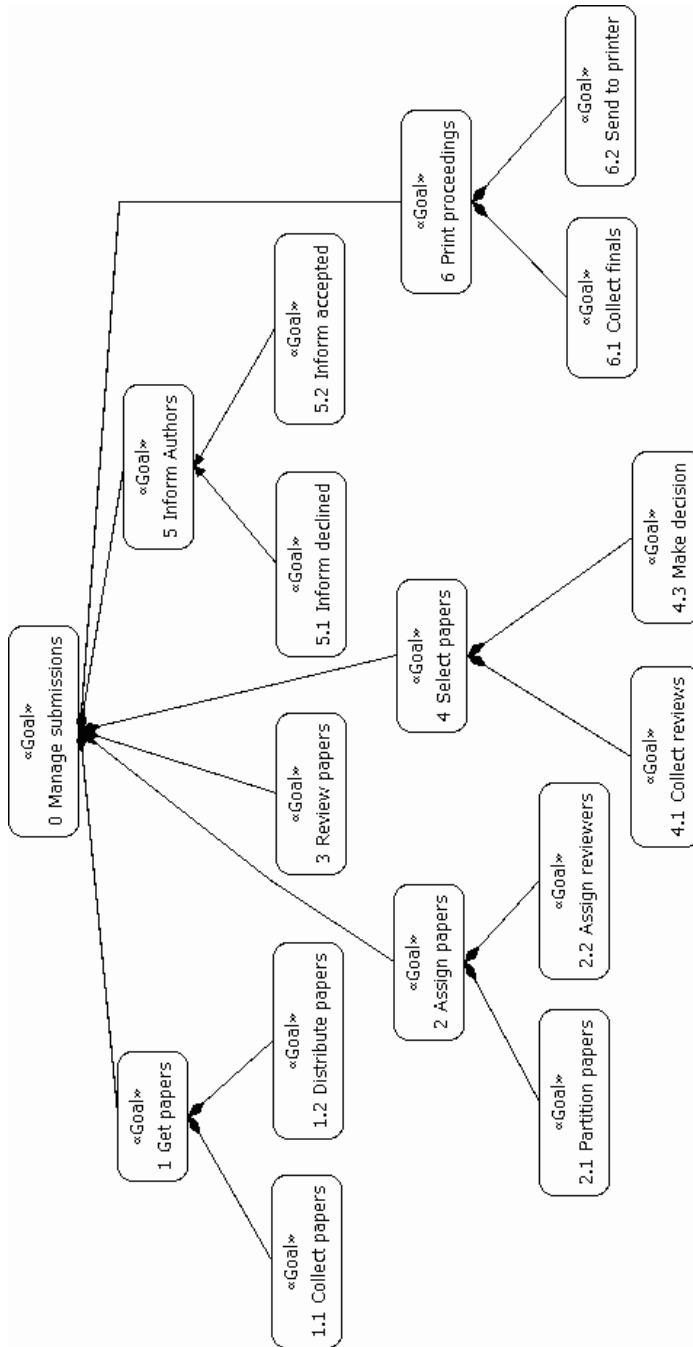 «Goal»
0 Manage submissions
«Goal»
1 Get papers
«Goal»
5 Inform Authors
«Goal»
1.1 Collect papers
«Goal»
1.2 Distribute papers
«Goal»
3 Review papers
«Goal»
5.1 Inform declined
«Goal»
5.2 Inform accepted
«Goal»
2 Assign papers
«Goal»
4 Select papers
«Goal»
6 Print proceedings
«Goal»
2.1 Partition papers
«Goal»
2.2 Assign reviewers
«Goal»
6.1 Collect finals
«Goal»
6.2 Send to printer
«Goal»
4.1 Collect reviews
«Goal»
4.3 Make decision